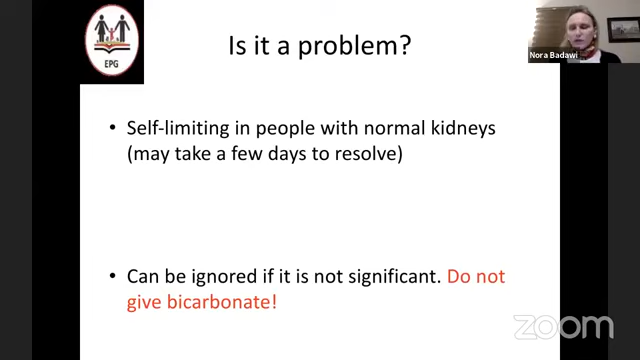 EPG
Is it a problem?
Nora Badawi
• Self-limiting in people with normal kidneys
(may take a few days to resolve)
• Can be ignored if it is not significant. Do not
give bicarbonate!
zoom